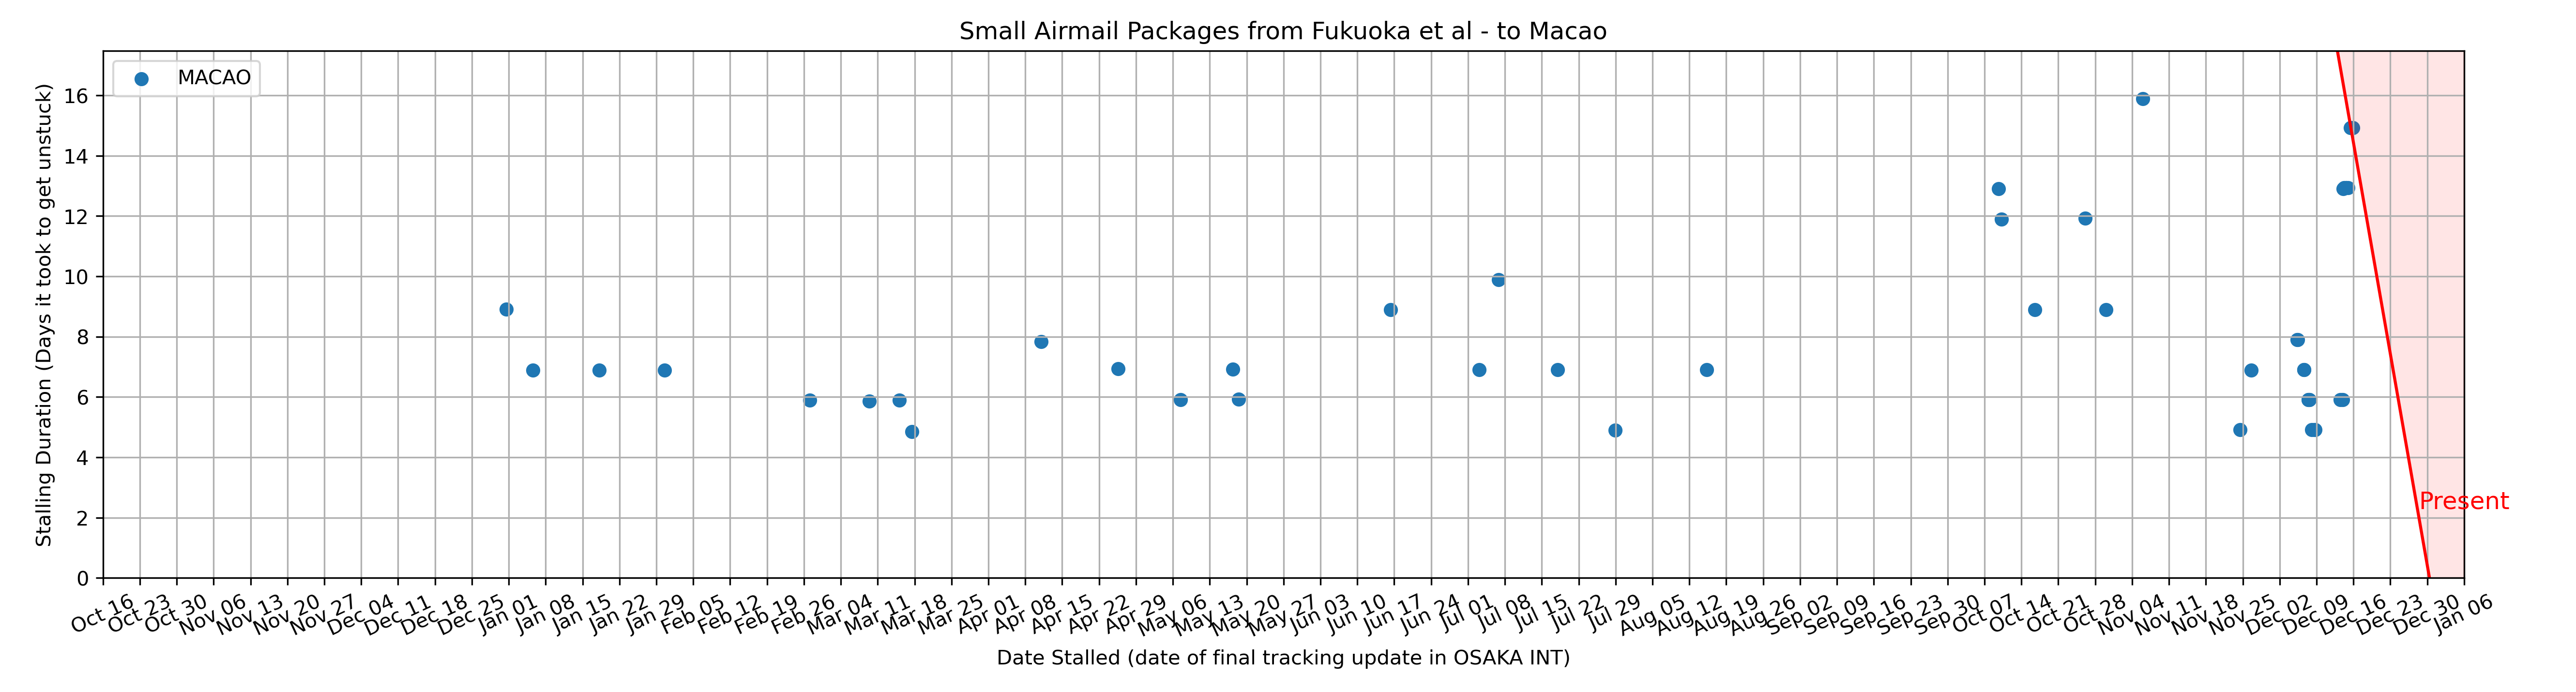 Small Airmail Packages from Fukuoka et al - to Macao
MACAO
Stalling Duration (Days it took to get unstuck)
16
14
12
10
8
6
4
2
0
Present
Oct 16
Oct 23
Oct 30
Nov 06
Nov 13
Nov 20
Nov 27
Dec 04
Dec 11
Dec 18
Dec 25
Jan 01
Jan 08
Jan 15
Jan 22
Jan 29
Feb 05
Feb 12
Feb 19
Feb 26
Mar 04
Mar 11
Mar 18
Mar 25
Apr 01
Apr 08
Apr 15
Apr 22
Apr 29
May 06
May 13
May 20
May 27
Jun 03
Jun 10
Jun 17
Jun 24
Jul 01
Jul 08
Jul 15
Jul 22
Jul 29
Aug 05
Aug 12
Aug 19
Aug 26
Sep 02
Sep 09
Sep 16
Sep 23
Sep 30
Oct 07
Oct 14
Oct 21
Oct 28
Nov 04
Nov 11
Nov 18
Nov 25
Dec 02
Dec 09
Dec 16
Dec 23
Dec 30
Jan 06
Date Stalled (date of final tracking update in OSAKA INT)